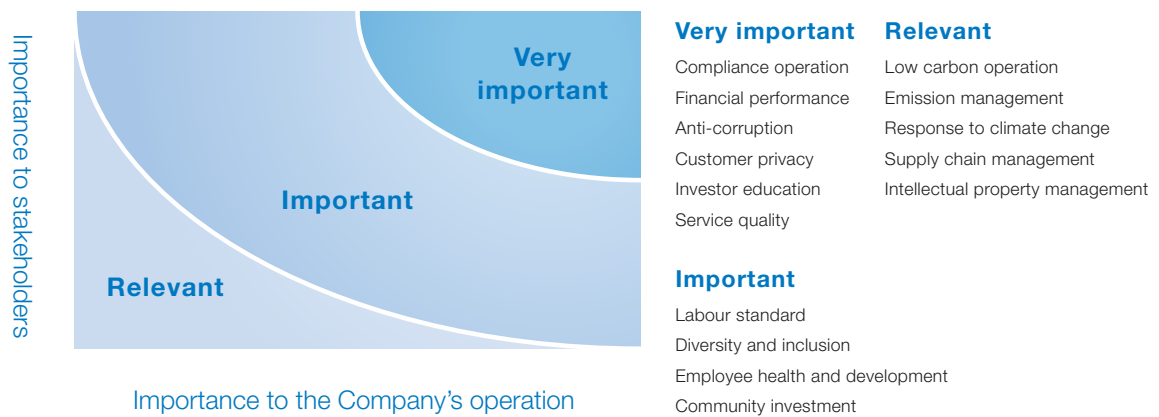 Importance to stakeholders
Very
important
Important
Relevant
Importance to the Company’s operation
Very important
Compliance operation
Financial performance
Anti-corruption
Customer privacy
Investor education
Service quality
Relevant
Low carbon operation
Emission management
Response to climate change
Supply chain management
Intellectual property management
Important
Labour standard
Diversity and inclusion
Employee health and development
Community investment